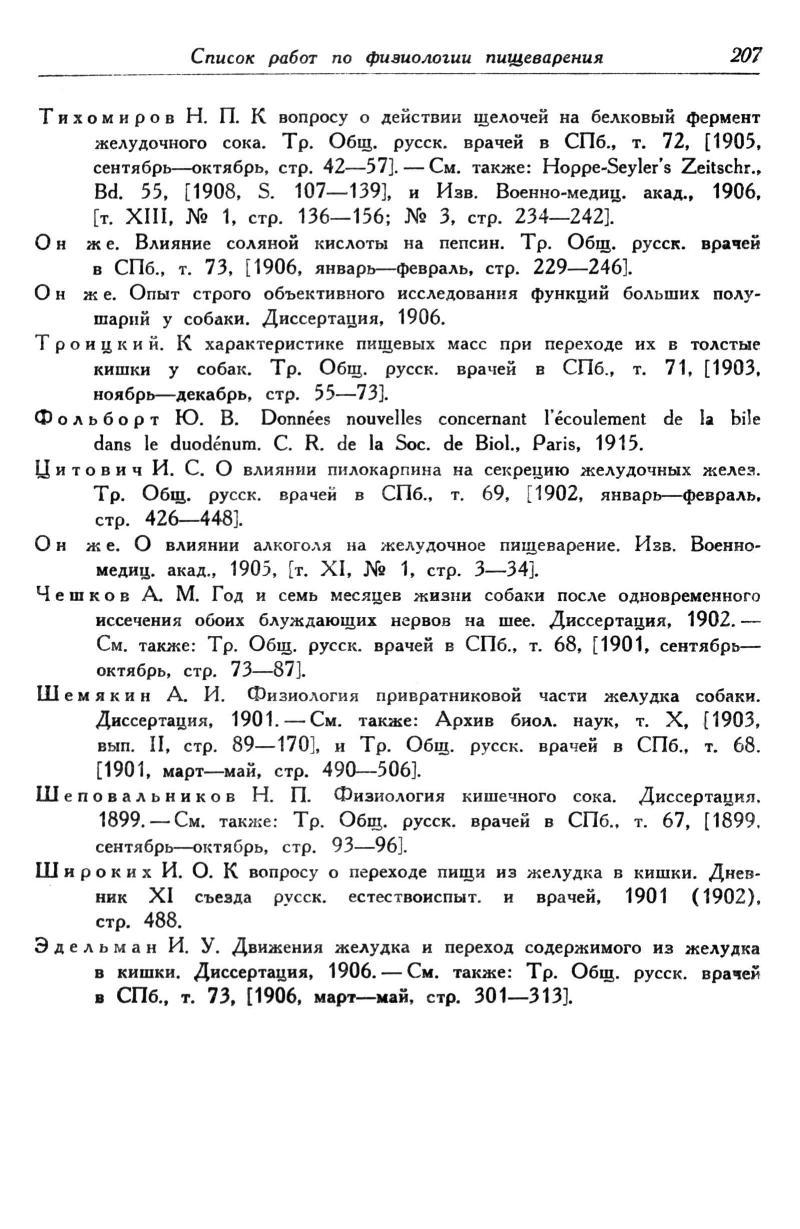 Список работ по физиологии пищеварения 207
Тихомиров Н. П. К вопросу о действии щелочей на белковый фермент
желудочного сока. Тр. Общ. русск. врачей в СПб., т. 72, [1905,
сентябрь—октябрь, стр. 42—57]. — См. также: Hoppe-Seyler's Zeitschr.,
Bd. 55, [1908, S. 107—139], и Изв. Военно-медиц. акад., 1906,
[т. XIII, № 1, стр. 136—156; № 3, стр. 234—242].
Он же. Влияние соляной кислоты на пепсин. Тр. Общ. русск. врачей
в СПб., т. 73, [1906, январь—февраль, стр. 229—246].
Он же. Опыт строго объективного исследования функций больших полу-
шарий у собаки. Диссертация, 1906.
Троицкий. К характеристике пищевых масс при переходе их в толстые
кишки у собак. Тр. Общ. русск. врачей в СПб., т. 71, [1903,
ноябрь—декабрь, стр. 55—73].
Фольборт Ю. В. Données nouvelles concernant l'écoulement de la bile
dans le duodénum. C. R. de la Soc. de Biol., Paris, 1915.
Цитович И. С. О влиянии пилокарпина на секрецию желудочных желез.
Тр. Общ. русск. врачей в СПб., т. 69, [1902, январь—февраль,
стр. 426—448].
Он же. О влиянии алкоголя на желудочное пищеварение. Изв. Военно-
медиц. акад., 1905, [т. XI, № 1, стр. 3—34].
Чешков А. М. Год и семь месяцев жизни собаки после одновременного
иссечения обоих блуждающих нервов на шее. Диссертация, 1902. —
См. также: Тр. Общ. русск. врачей в СПб., т. 68, [1901, сентябрь—
октябрь, стр. 73—87].
Шемякин А. И. Физиология привратниковой части желудка собаки.
Диссертация, 1901. — См. также: Архив биол. наук, т. X, [1903,
вып. II, стр. 89—170], и Тр. Общ. русск. врачей в СПб., т. 68.
[1901, март—май, стр. 490—506].
Шеповальников Н. П. Физиология кишечного сока. Диссертация.
1899. — См. также: Тр. Общ. русск. врачей в СПб., т. 67, [1899,
сентябрь—октябрь, стр. 93—96].
Широких И. О. К вопросу о переходе пищи из желудка в кишки. Днев-
ник XI съезда русск. естествоиспыт. и врачей, 1901 (1902),
стр. 488.
Эдельман И. У. Движения желудка и переход содержимого из желудка
в кишки. Диссертация, 1906. — См. также: Тр. Общ. русск. врачей
в СПб., т. 73, [1906, март—май, стр. 301—313].